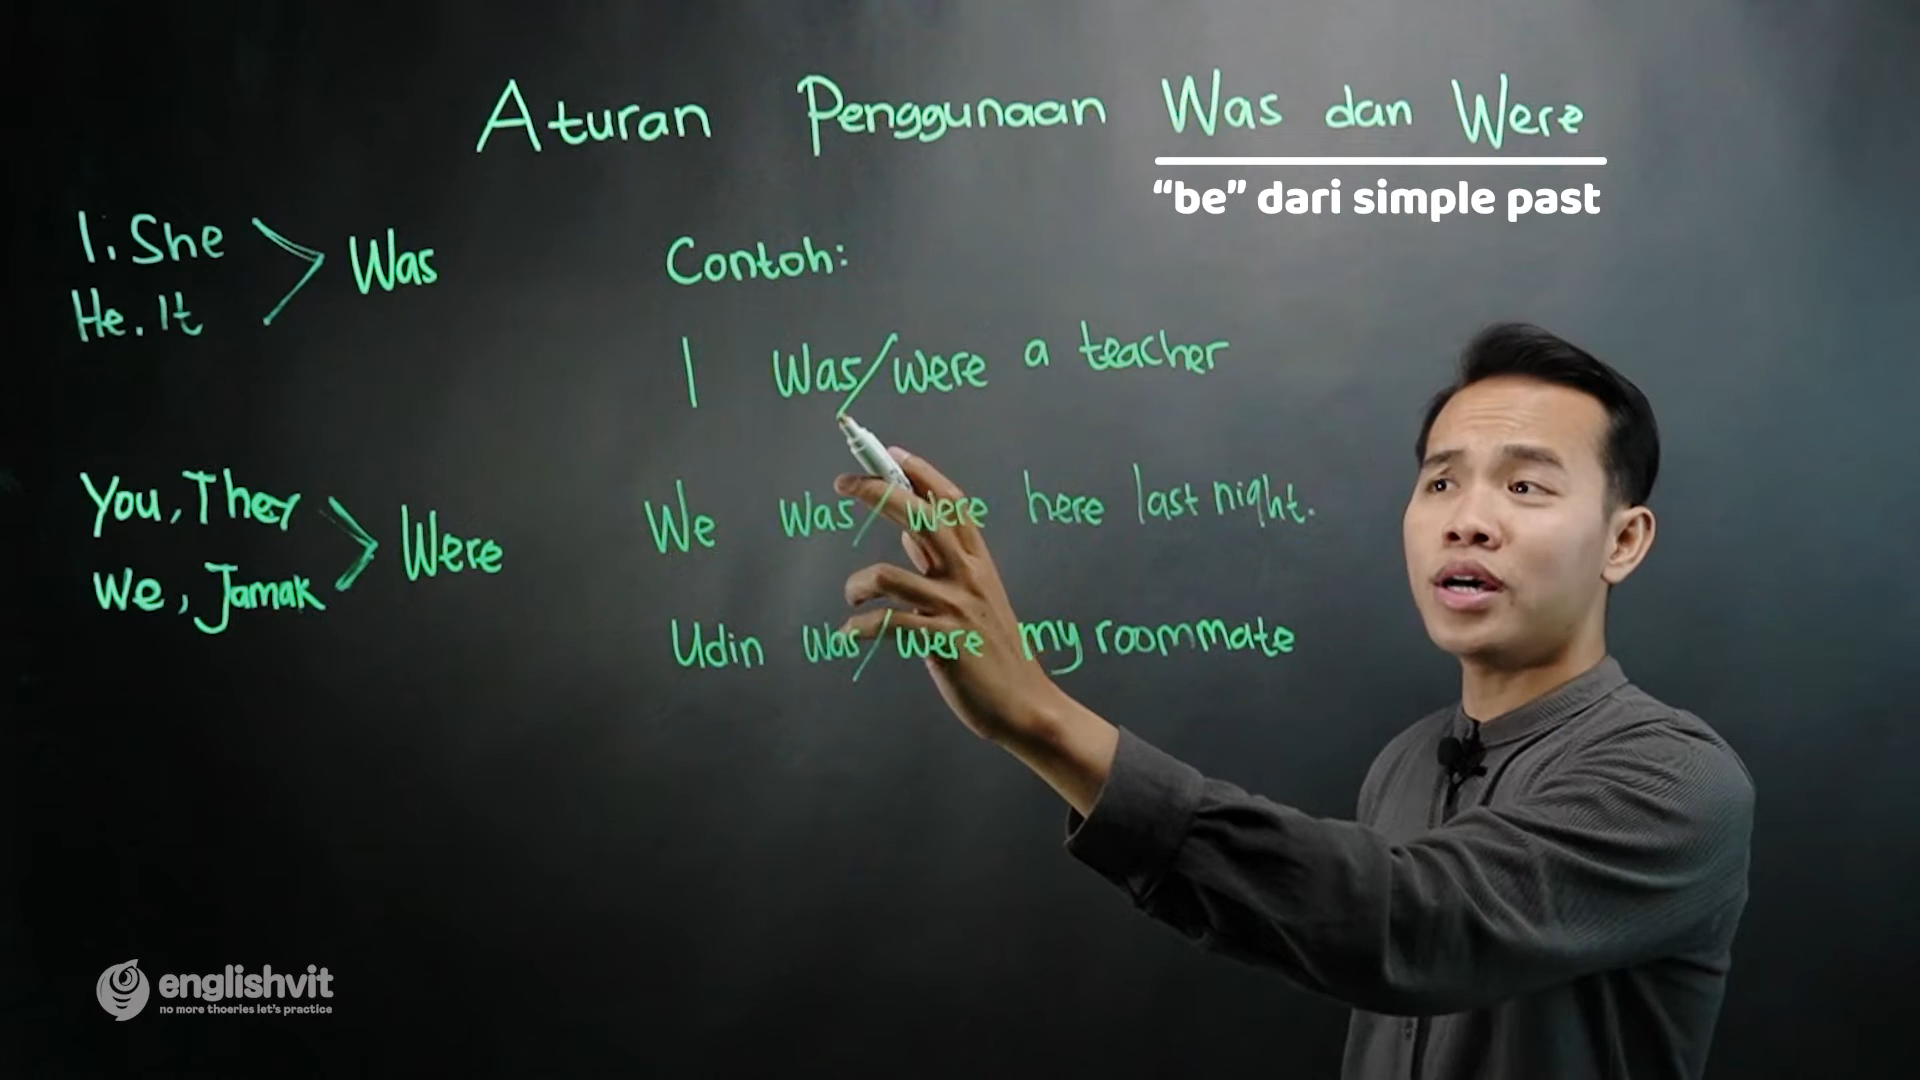 Aturan Penggunaan Was dan Were
“be” dari simple past
I. She
He. It
Was
You, They
We, Jamak
Were
Contoh:
I Was/were a teacher
We was/were here last night.
Udin was/were my roommate
englishvit
no more thoeries let's practice